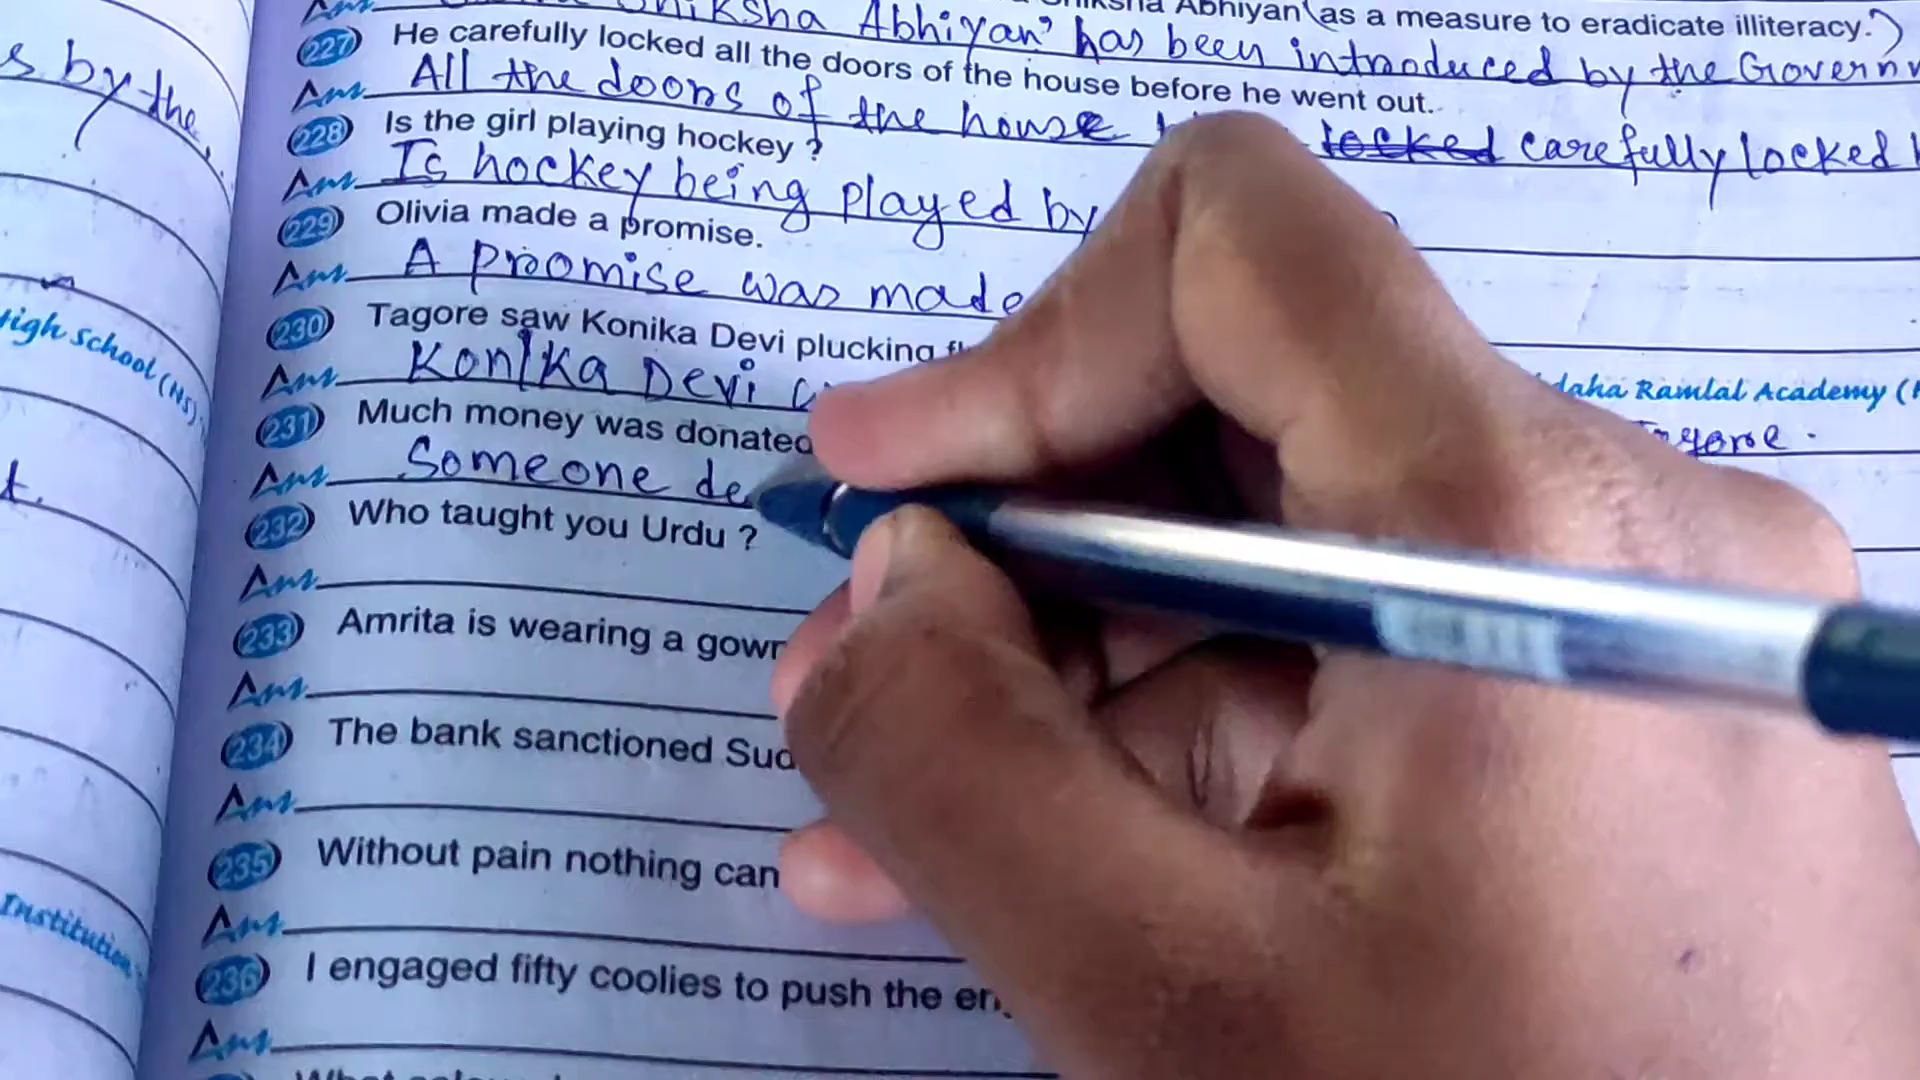 Shiksha Abhiyan (as a measure to eradicate illiteracy.)
Ans Shiksha Abhiyan' has been introduced by the Govern
227 He carefully locked all the doors of the house before he went out.
Ans All the doors of the house locked carefully locked
228 Is the girl playing hockey ?
Ans Is hockey being played by
229 Olivia made a promise.
Ans A promise was made
230 Tagore saw Konika Devi plucking
Ans Konika Devi
231 Much money was donated
Ans Someone de
232 Who taught you Urdu ?
Ans
233 Amrita is wearing a gown
Ans
234 The bank sanctioned Sud
Ans
235 Without pain nothing can
Ans
236 I engaged fifty coolies to push the en
Ans
s by the
High School (HS)
t.
Institution
daha Ramlal Academy (H
Tagore.